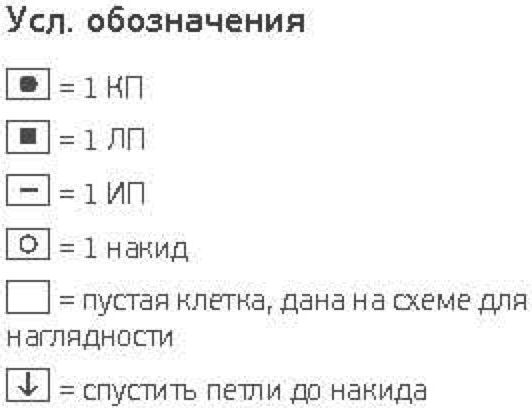 Усл. обозначения
= 1 КП
= 1 ЛП
= 1 ИП
= 1 накид
= пустая клетка, дана на схеме для
наглядности
= спустить петли до накида